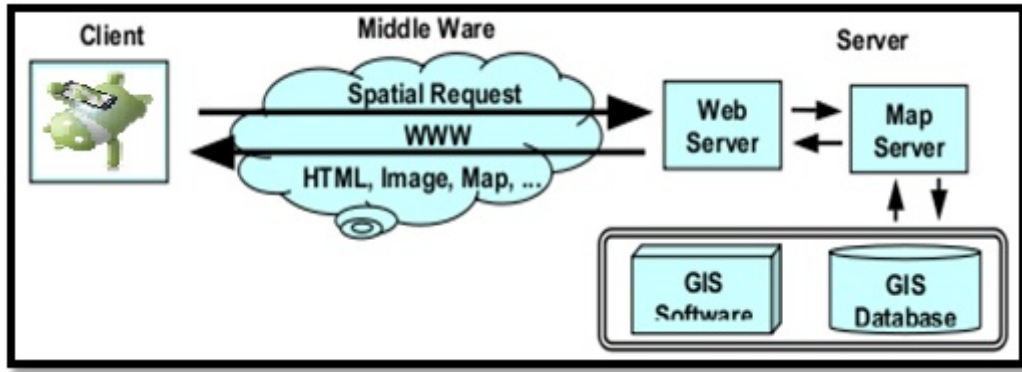 Client
Middle Ware
Server
Spatial Request
WWW
HTML, Image, Map, ...
Web
Server
Map
Server
GIS
Software
GIS
Database